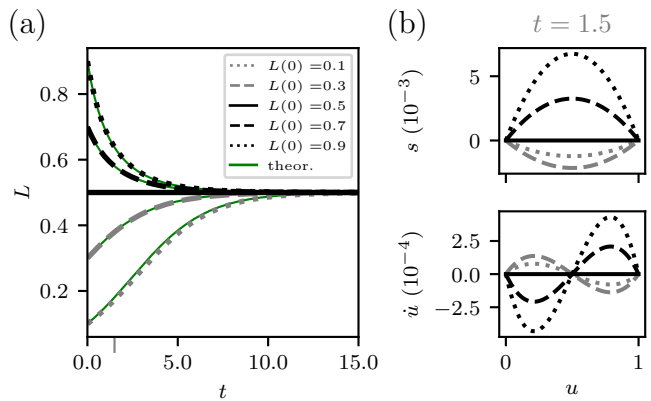 (a)
L
0.8
0.6
0.4
0.2
0.0
5.0
10.0
15.0
t
L(0) =0.1
L(0) =0.3
L(0) =0.5
L(0) =0.7
L(0) =0.9
theor.
(b)
t = 1.5
s (10⁻³)
5
0
u̇ (10⁻⁴)
2.5
0.0
−2.5
0
1
u